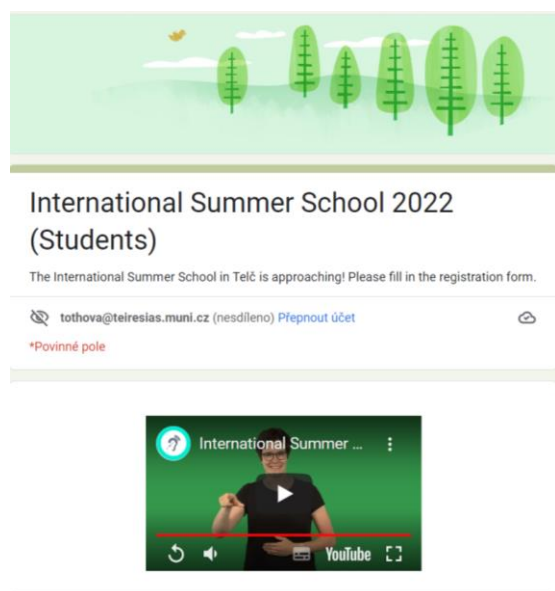 International Summer School 2022
(Students)
The International Summer School in Telč is approaching! Please fill in the registration form.
tothova@teiresias.muni.cz (nesdíleno) Přepnout účet
*Povinné pole
International Summer ...
YouTube